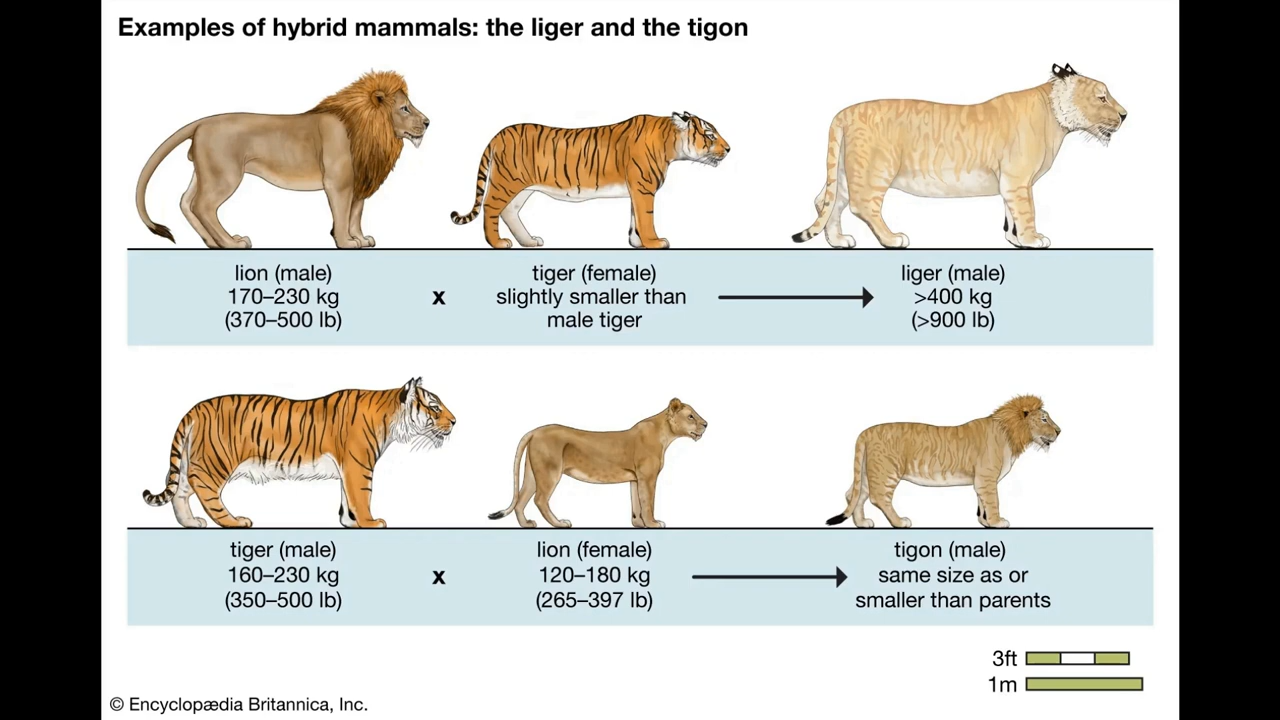 Examples of hybrid mammals: the liger and the tigon
lion (male)
170–230 kg
(370–500 lb)
x
tiger (female)
slightly smaller than
male tiger
liger (male)
>400 kg
(>900 lb)
tiger (male)
160–230 kg
(350–500 lb)
x
lion (female)
120–180 kg
(265–397 lb)
tigon (male)
same size as or
smaller than parents
3ft
1m
© Encyclopædia Britannica, Inc.